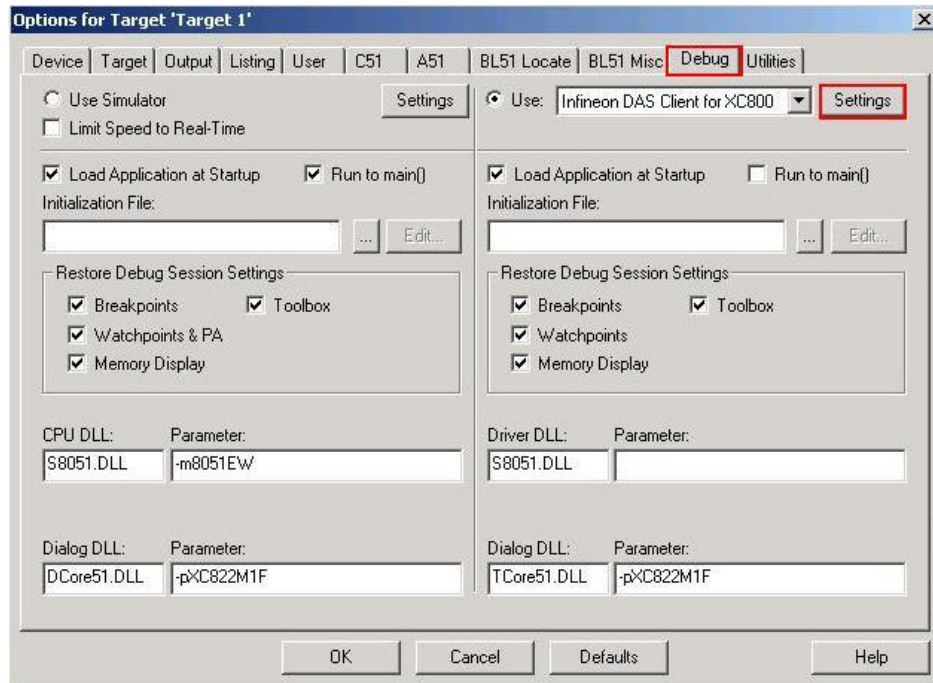 Options for Target 'Target 1'
Device Target Output Listing User C51 A51 BL51 Locate BL51 Misc Debug Utilities
Use Simulator Settings Use: Infineon DAS Client for XC800 Settings
Limit Speed to Real-Time
Load Application at Startup Run to main() Load Application at Startup Run to main()
Initialization File: Initialization File:
... Edit... ... Edit...
Restore Debug Session Settings Restore Debug Session Settings
Breakpoints Toolbox Breakpoints Toolbox
Watchpoints & PA Watchpoints
Memory Display Memory Display
CPU DLL: Parameter: Driver DLL: Parameter:
S8051.DLL -m8051EW S8051.DLL
Dialog DLL: Parameter: Dialog DLL: Parameter:
DCore51.DLL -pXC822M1F TCore51.DLL -pXC822M1F
OK Cancel Defaults Help